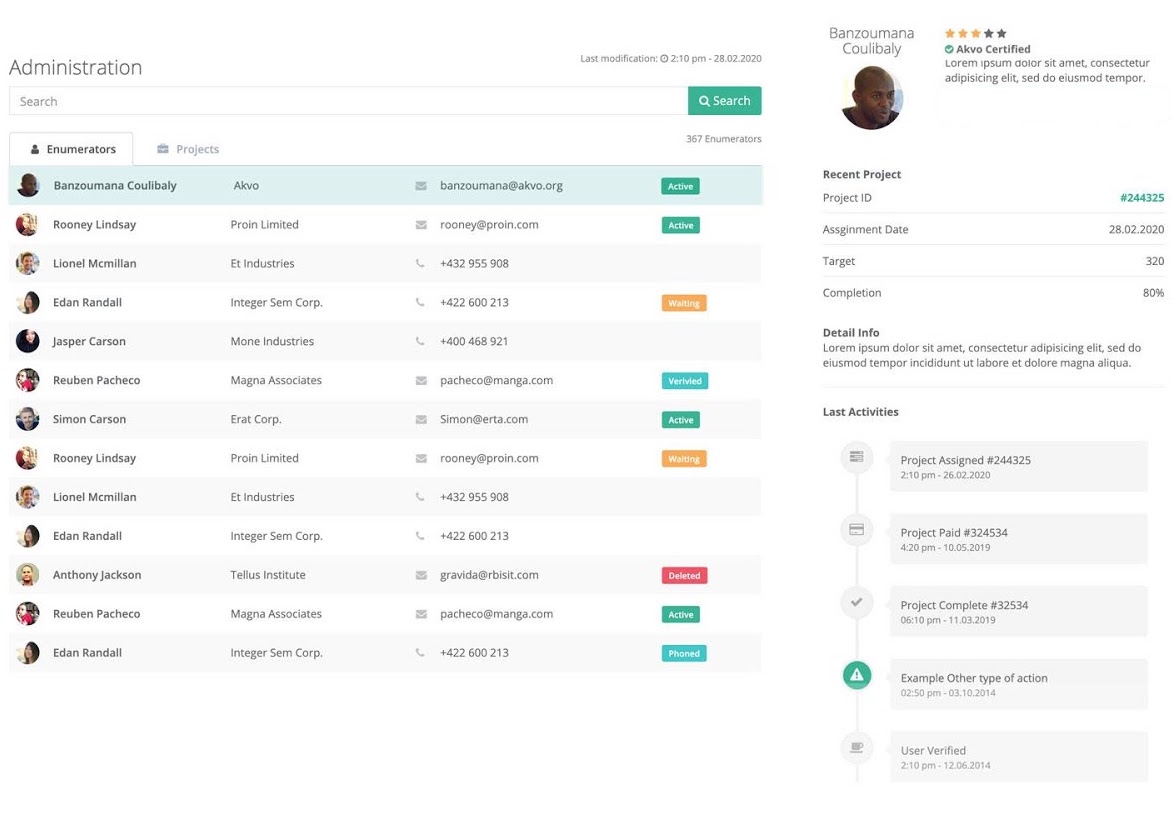 Administration
Last modification: 2:10 pm - 28.02.2020
Search
Search
Enumerators
Projects
367 Enumerators
Banzoumana Coulibaly Akvo banzoumana@akvo.org Active
Rooney Lindsay Proin Limited rooney@proin.com Active
Lionel Mcmillan Et Industries +432 955 908
Edan Randall Integer Sem Corp. +422 600 213 Waiting
Jasper Carson Mone Industries +400 468 921
Reuben Pacheco Magna Associates pacheco@manga.com Verivied
Simon Carson Erat Corp. Simon@erta.com Active
Rooney Lindsay Proin Limited rooney@proin.com Waiting
Lionel Mcmillan Et Industries +432 955 908
Edan Randall Integer Sem Corp. +422 600 213
Anthony Jackson Tellus Institute gravida@rbisit.com Deleted
Reuben Pacheco Magna Associates pacheco@manga.com Active
Edan Randall Integer Sem Corp. +422 600 213 Phoned
Banzoumana
Coulibaly
Akvo Certified
Lorem ipsum dolor sit amet, consectetur
adipisicing elit, sed do eiusmod tempor.
Recent Project
Project ID #244325
Assginment Date 28.02.2020
Target 320
Completion 80%
Detail Info
Lorem ipsum dolor sit amet, consectetur adipisicing elit, sed do
eiusmod tempor incididunt ut labore et dolore magna aliqua.
Last Activities
Project Assigned #244325
2:10 pm - 26.02.2020
Project Paid #324534
4:20 pm - 10.05.2019
Project Complete #32534
06:10 pm - 11.03.2019
Example Other type of action
02:50 pm - 03.10.2014
User Verified
2:10 pm - 12.06.2014